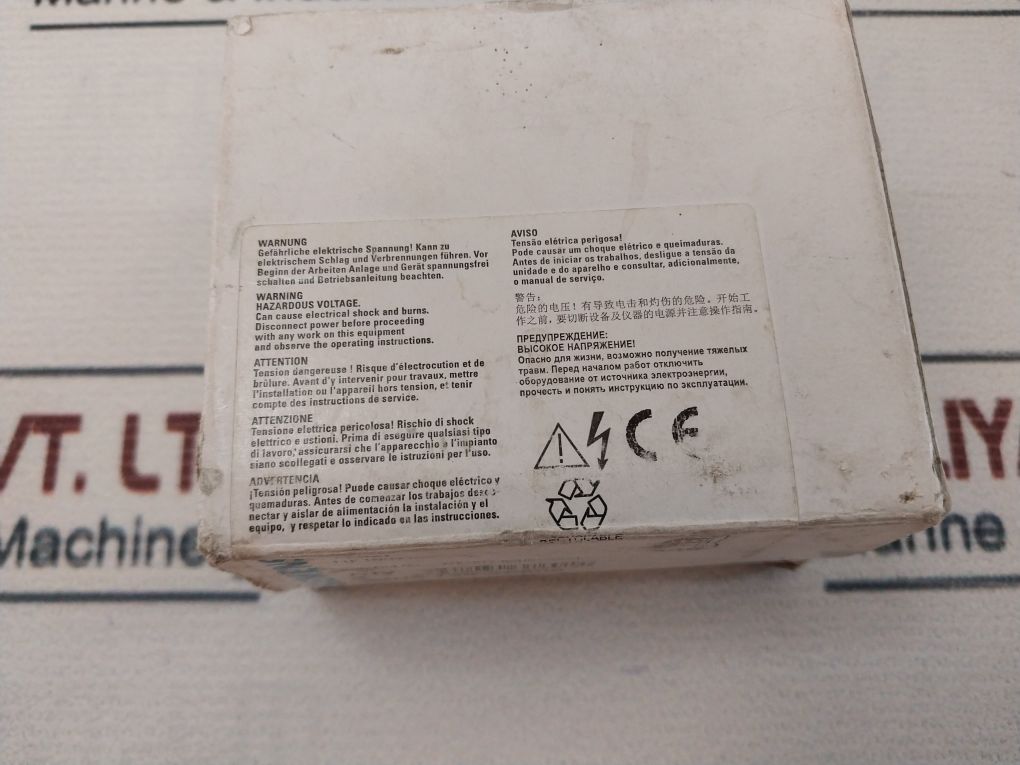 WARNUNG
Gefährliche elektrische Spannung! Kann zu
elektrischem Schlag und Verbrennungen führen. Vor
Beginn der Arbeiten Anlage und Gerät spannungsfrei
schalten und Betriebsanleitung beachten.
WARNING
HAZARDOUS VOLTAGE.
Can cause electrical shock and burns.
Disconnect power before proceeding
with any work on this equipment
and observe the operating instructions.
ATTENTION
Tension dangereuse ! Risque d'électrocution et de
brûlure. Avant d'y intervenir pour travaux, mettre
l'installation ou l'appareil hors tension, et tenir
compte des instructions de service.
ATTENZIONE
Tensione elettrica pericolosa! Rischio di shock
elettrico e ustioni. Prima di eseguire qualsiasi tipo
di lavoro, assicurarsi che l'apparecchio a l'impianto
siano scollegati e osservare le istruzioni per l'uso.
ADVERTENCIA
¡Tensión peligrosa! Puede causar choque eléctrico y
quemaduras. Antes de comenzar los trabajos desco-
nectar y aislar de alimentación la instalación y el
equipo, y respetar lo indicado en las instrucciones.
AVISO
Tensão elétrica perigosa!
Pode causar um choque elétrico e queimaduras.
Antes de iniciar os trabalhos, desligue a tensão da
unidade e do aparelho e consultar, adicionalmente,
o manual de serviço.
警告：
危险的电压！有导致电击和灼伤的危险。开始工
作之前，要切断设备及仪器的电源并注意操作指南。
ПРЕДУПРЕЖДЕНИЕ:
ВЫСОКОЕ НАПРЯЖЕНИЕ!
Опасно для жизни, возможно получение тяжелых
травм. Перед началом работ отключить
оборудование от источника электроэнергии,
прочесть и понять инструкцию по эксплуатации.
CE
RECYCLABLE
VT. LT
LIYA
Machine